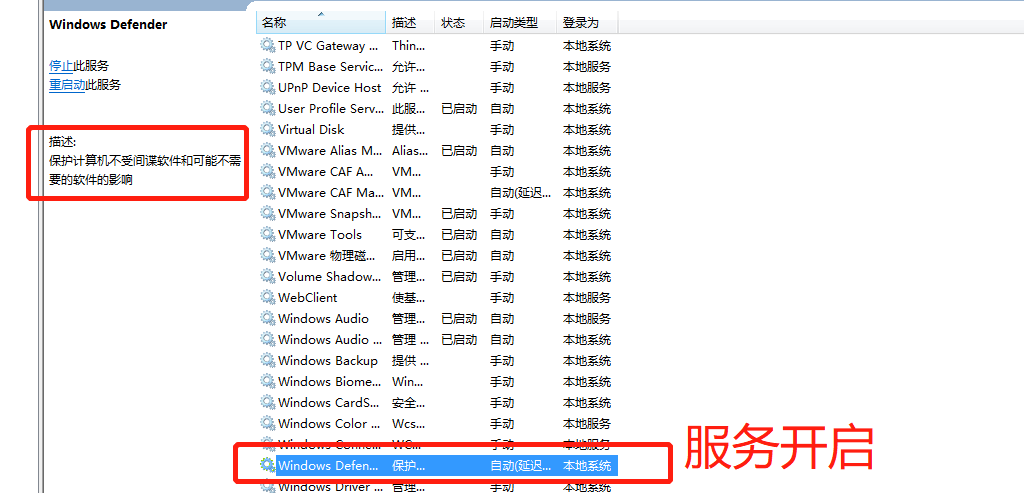 Windows Defender
停止此服务
重启动此服务
描述:
保护计算机不受间谍软件和可能不需
要的软件的影响
名称 描述 状态 启动类型 登录为
TP VC Gateway ... Thin... 手动 本地系统
TPM Base Servic... 允许... 手动 本地服务
UPnP Device Host 允许 ... 手动 本地服务
User Profile Serv... 此服... 已启动 自动 本地系统
Virtual Disk 提供... 手动 本地系统
VMware Alias M... Alias... 已启动 自动 本地系统
VMware CAF A... VM... 手动 本地系统
VMware CAF Ma... VM... 自动(延迟... 本地系统
VMware Snapsh... VM... 已启动 手动 本地系统
VMware Tools 可支... 已启动 自动 本地系统
VMware 物理磁... 启用... 已启动 自动 本地系统
Volume Shadow... 管理... 已启动 手动 本地系统
WebClient 使基... 手动 本地服务
Windows Audio 管理... 已启动 自动 本地服务
Windows Audio ... 管理 ... 已启动 自动 本地系统
Windows Backup 提供 ... 手动 本地系统
Windows Biome... Win... 手动 本地系统
Windows CardS... 安全... 手动 本地系统
Windows Color ... Wcs... 手动 本地服务
Windows Conne... WC... 手动 本地服务
Windows Defen... 保护... 自动(延迟... 本地系统
服务开启
Windows Driver ... 管理... 手动 本地系统